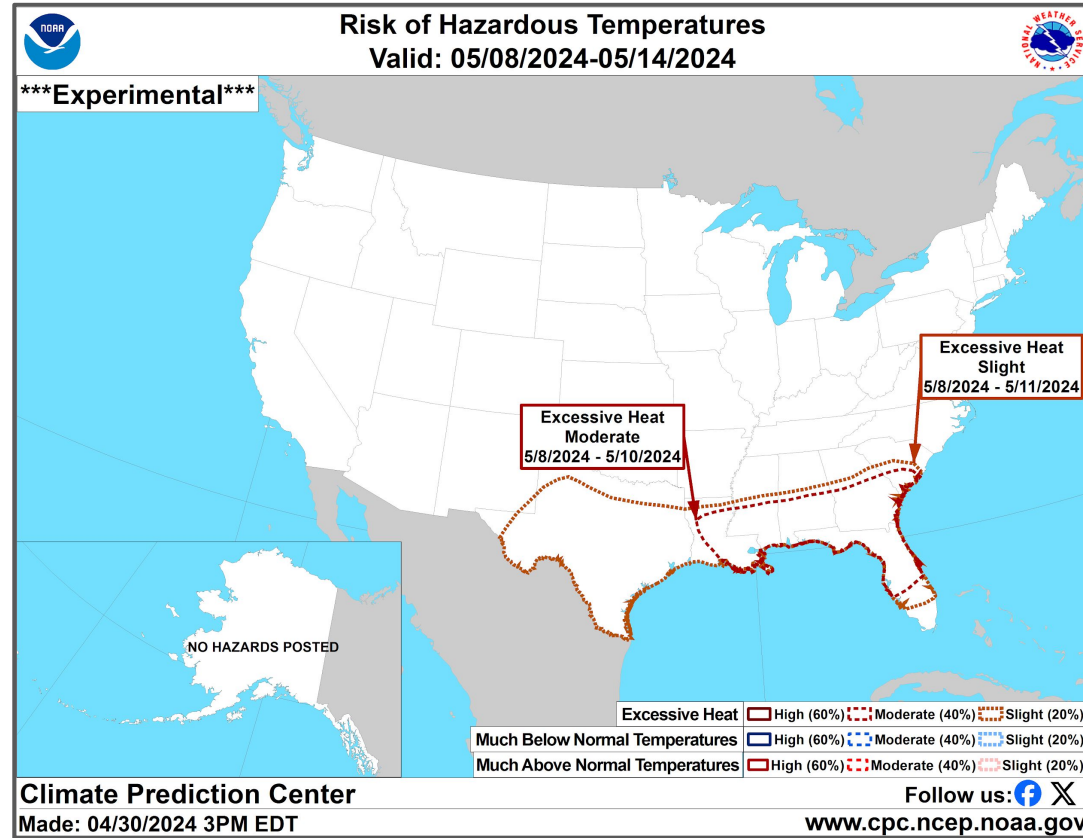 NOAA
Risk of Hazardous Temperatures
Valid: 05/08/2024-05/14/2024
NATIONAL WEATHER SERVICE
***Experimental***
Excessive Heat
Slight
5/8/2024 - 5/11/2024
Excessive Heat
Moderate
5/8/2024 - 5/10/2024
NO HAZARDS POSTED
Excessive Heat High (60%) Moderate (40%) Slight (20%)
Much Below Normal Temperatures High (60%) Moderate (40%) Slight (20%)
Much Above Normal Temperatures High (60%) Moderate (40%) Slight (20%)
Climate Prediction Center
Follow us:
Made: 04/30/2024 3PM EDT
www.cpc.ncep.noaa.gov